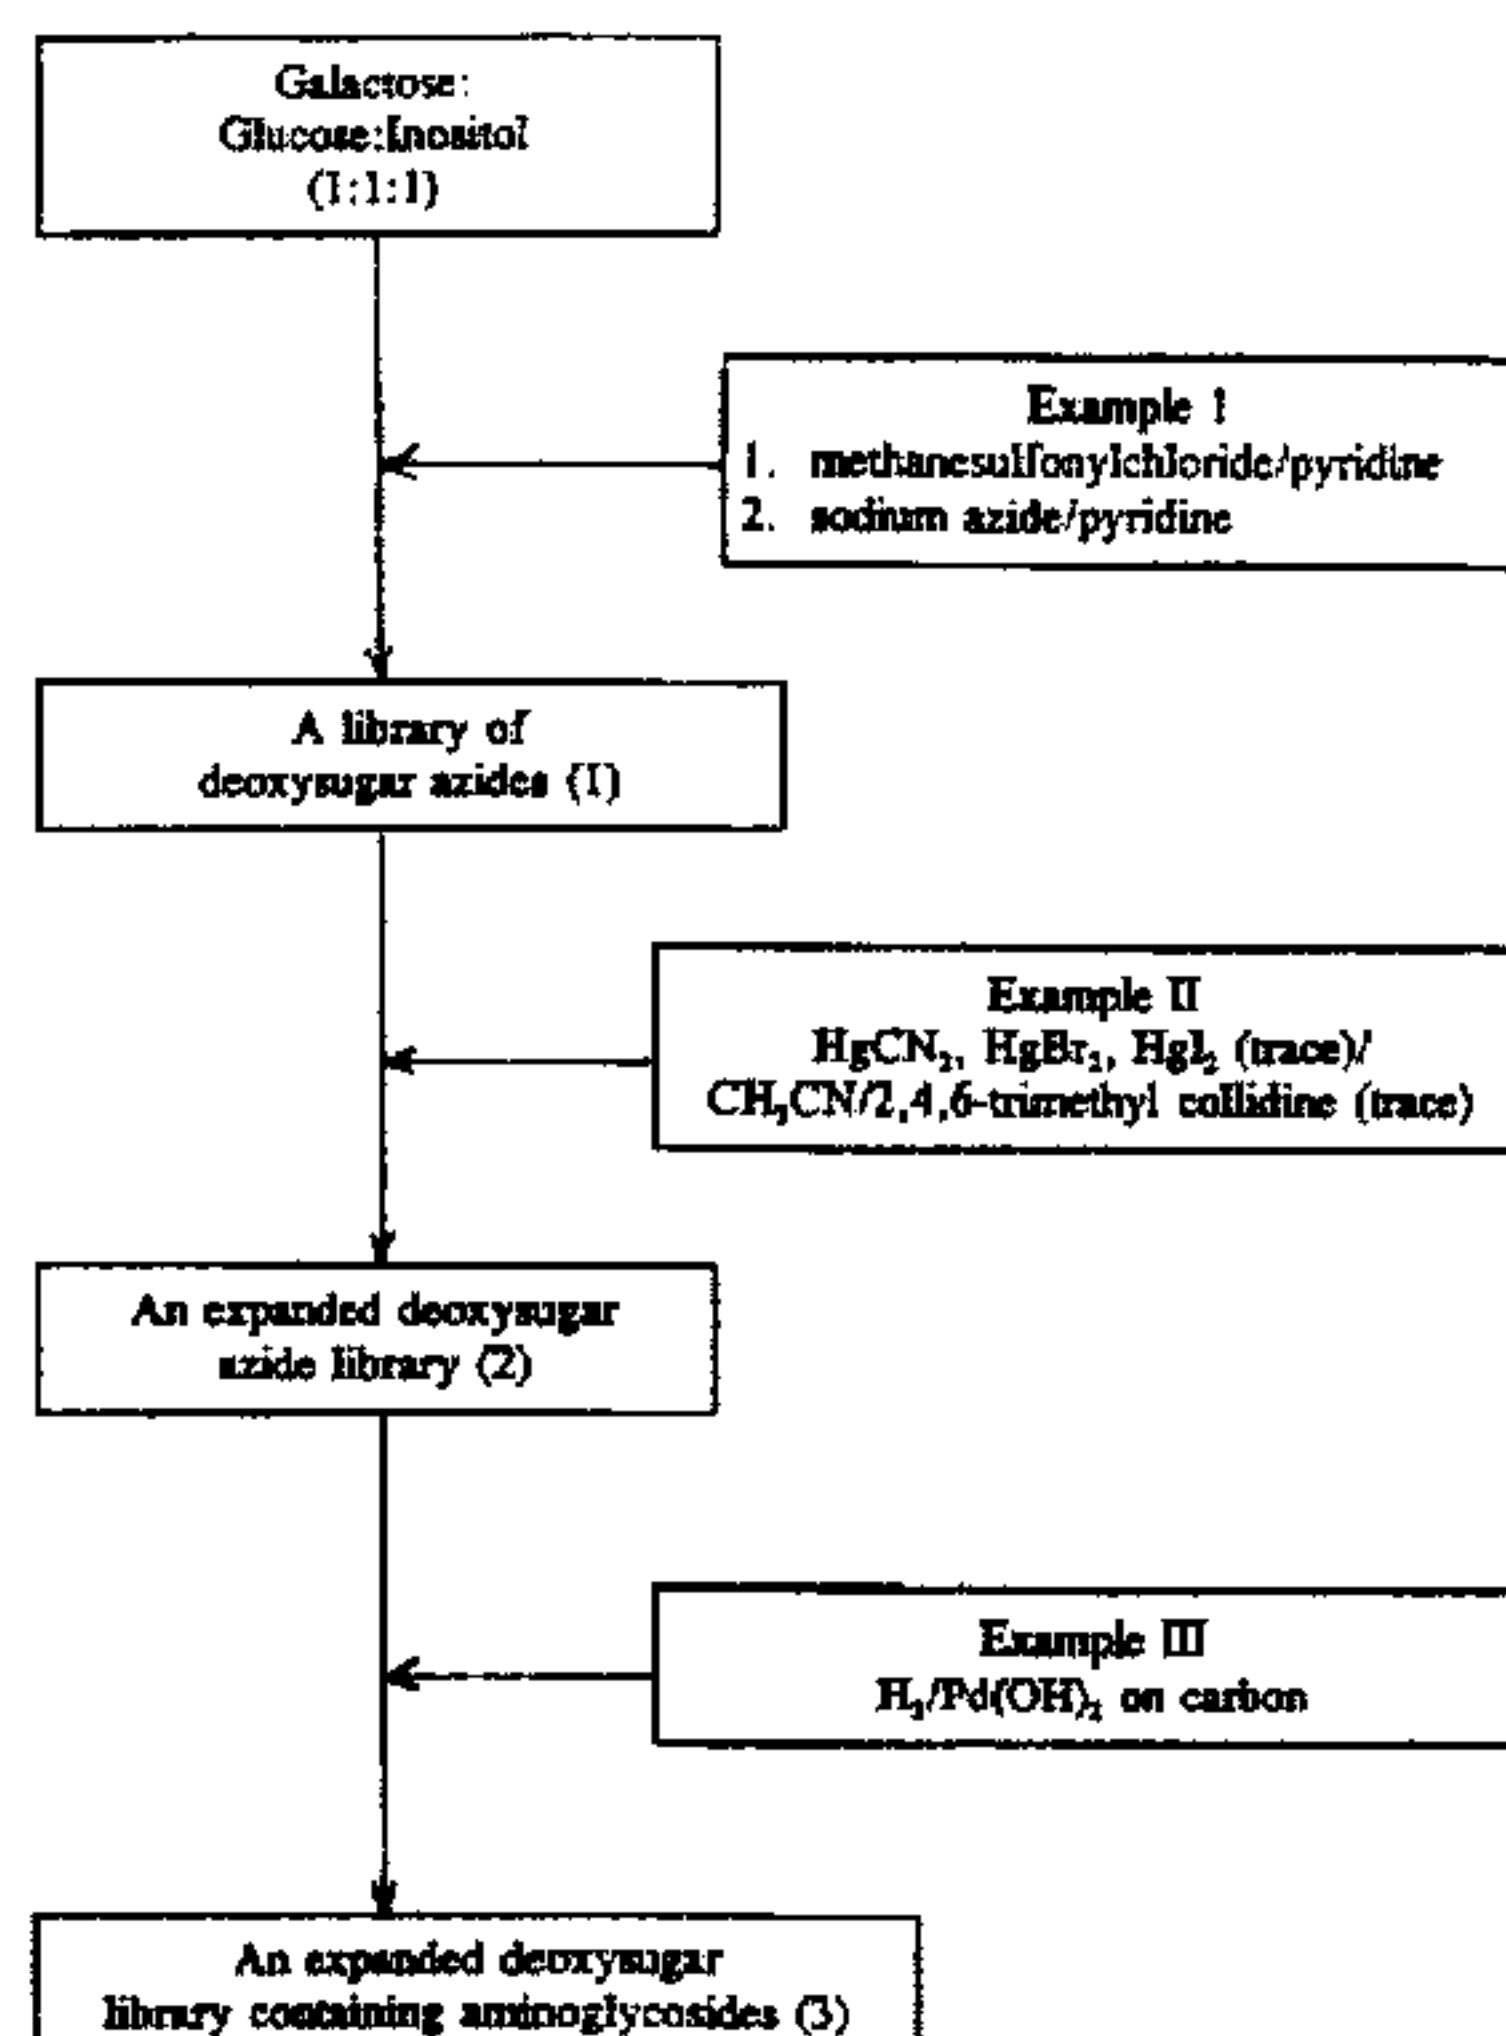 Galactose:
Glucose:Inositol
(1:1:1)
Example I
1. methanesulfonylchloride/pyridine
2. sodium azide/pyridine
A library of
deoxysugar azides (1)
Example II
HgCN₂, HgBr₂, HgI₂ (trace)/
CH₃CN/2,4,6-trimethyl collidine (trace)
An expanded deoxysugar
azide library (2)
Example III
H₂/Pd(OH)₂ on carbon
An expanded deoxysugar
library containing aminoglycosides (3)